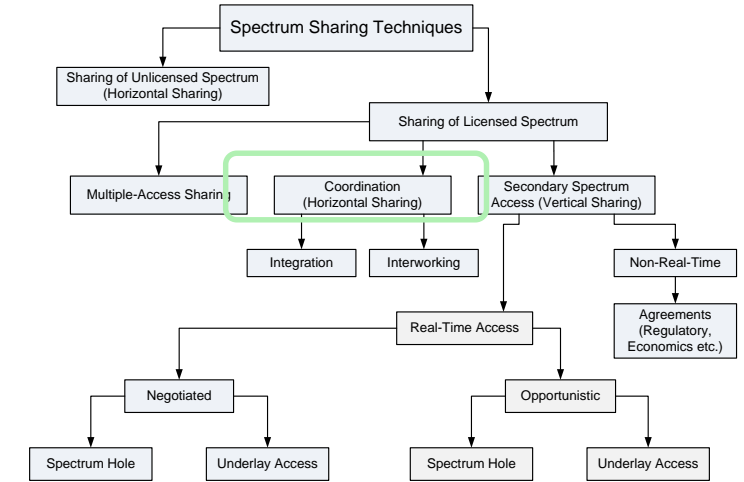 Spectrum Sharing Techniques
Sharing of Unlicensed Spectrum
(Horizontal Sharing)
Sharing of Licensed Spectrum
Multiple-Access Sharing
Coordination
(Horizontal Sharing)
Secondary Spectrum
Access (Vertical Sharing)
Integration
Interworking
Non-Real-Time
Agreements
(Regulatory,
Economics etc.)
Real-Time Access
Negotiated
Opportunistic
Spectrum Hole
Underlay Access
Spectrum Hole
Underlay Access